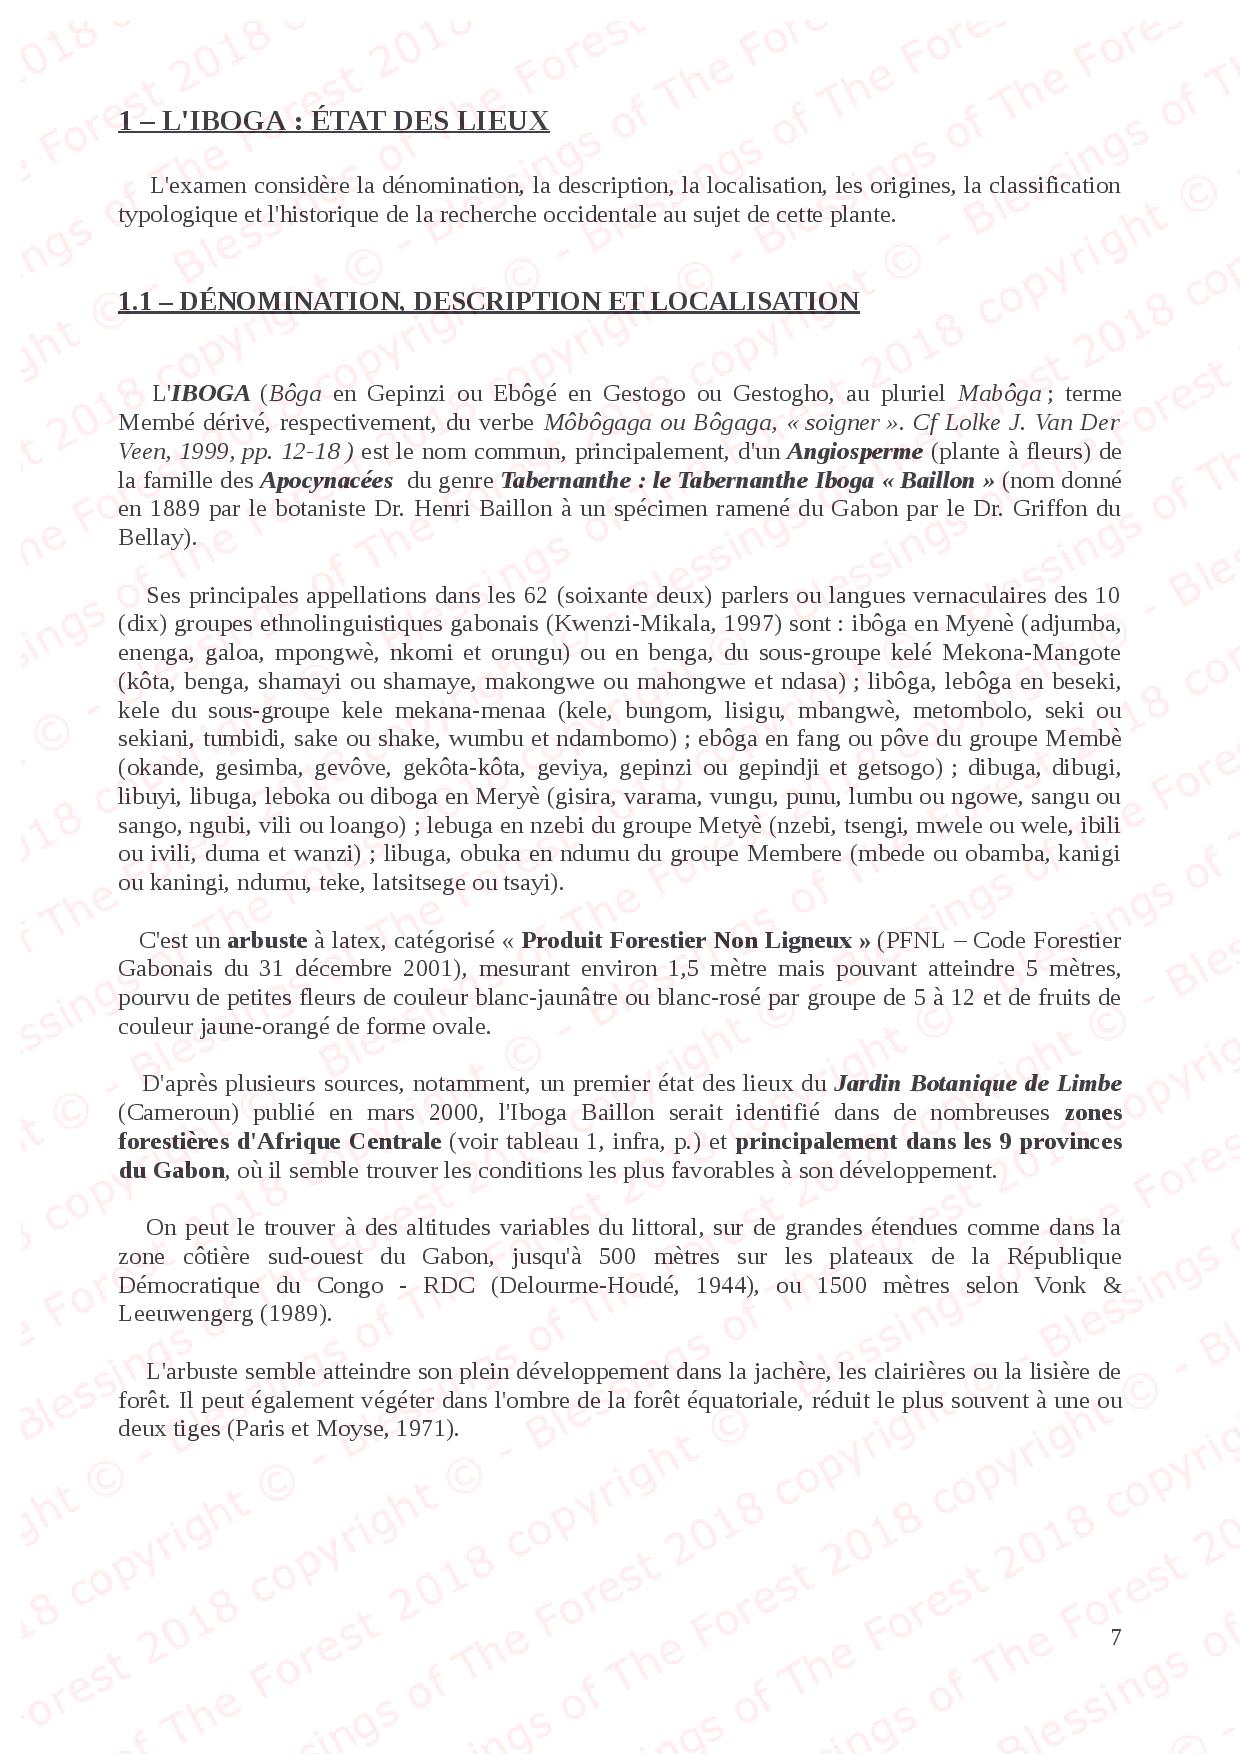 1 – L'IBOGA : ÉTAT DES LIEUX
L'examen considère la dénomination, la description, la localisation, les origines, la classification
typologique et l'historique de la recherche occidentale au sujet de cette plante.
1.1 – DÉNOMINATION, DESCRIPTION ET LOCALISATION
L'IBOGA (Bôga en Gepinzi ou Ebôgé en Gestogo ou Gestogho, au pluriel Mabôga ; terme
Membé dérivé, respectivement, du verbe Môbôgaga ou Bôgaga, « soigner ». Cf Lolke J. Van Der
Veen, 1999, pp. 12-18 ) est le nom commun, principalement, d'un Angiosperme (plante à fleurs) de
la famille des Apocynacées du genre Tabernanthe : le Tabernanthe Iboga « Baillon » (nom donné
en 1889 par le botaniste Dr. Henri Baillon à un spécimen ramené du Gabon par le Dr. Griffon du
Bellay).
Ses principales appellations dans les 62 (soixante deux) parlers ou langues vernaculaires des 10
(dix) groupes ethnolinguistiques gabonais (Kwenzi-Mikala, 1997) sont : ibôga en Myenè (adjumba,
enenga, galoa, mpongwè, nkomi et orungu) ou en benga, du sous-groupe kelé Mekona-Mangote
(kôta, benga, shamayi ou shamaye, makongwe ou mahongwe et ndasa) ; libôga, lebôga en beseki,
kele du sous-groupe kele mekana-menaa (kele, bungom, lisigu, mbangwè, metombolo, seki ou
sekiani, tumbidi, sake ou shake, wumbu et ndambomo) ; ebôga en fang ou pôve du groupe Membè
(okande, gesimba, gevôve, gekôta-kôta, geviya, gepinzi ou gepindji et getsogo) ; dibuga, dibugi,
libuyi, libuga, leboka ou diboga en Meryè (gisira, varama, vungu, punu, lumbu ou ngowe, sangu ou
sango, ngubi, vili ou loango) ; lebuga en nzebi du groupe Metyè (nzebi, tsengi, mwele ou wele, ibili
ou ivili, duma et wanzi) ; libuga, obuka en ndumu du groupe Membere (mbede ou obamba, kanigi
ou kaningi, ndumu, teke, latsitsege ou tsayi).
C'est un arbuste à latex, catégorisé « Produit Forestier Non Ligneux » (PFNL – Code Forestier
Gabonais du 31 décembre 2001), mesurant environ 1,5 mètre mais pouvant atteindre 5 mètres,
pourvu de petites fleurs de couleur blanc-jaunâtre ou blanc-rosé par groupe de 5 à 12 et de fruits de
couleur jaune-orangé de forme ovale.
D'après plusieurs sources, notamment, un premier état des lieux du Jardin Botanique de Limbe
(Cameroun) publié en mars 2000, l'Iboga Baillon serait identifié dans de nombreuses zones
forestières d'Afrique Centrale (voir tableau 1, infra, p.) et principalement dans les 9 provinces
du Gabon, où il semble trouver les conditions les plus favorables à son développement.
On peut le trouver à des altitudes variables du littoral, sur de grandes étendues comme dans la
zone côtière sud-ouest du Gabon, jusqu'à 500 mètres sur les plateaux de la République
Démocratique du Congo - RDC (Delourme-Houdé, 1944), ou 1500 mètres selon Vonk &
Leeuwengerg (1989).
L'arbuste semble atteindre son plein développement dans la jachère, les clairières ou la lisière de
forêt. Il peut également végéter dans l'ombre de la forêt équatoriale, réduit le plus souvent à une ou
deux tiges (Paris et Moyse, 1971).
7
copyright © - Blessings of The Forest 2018